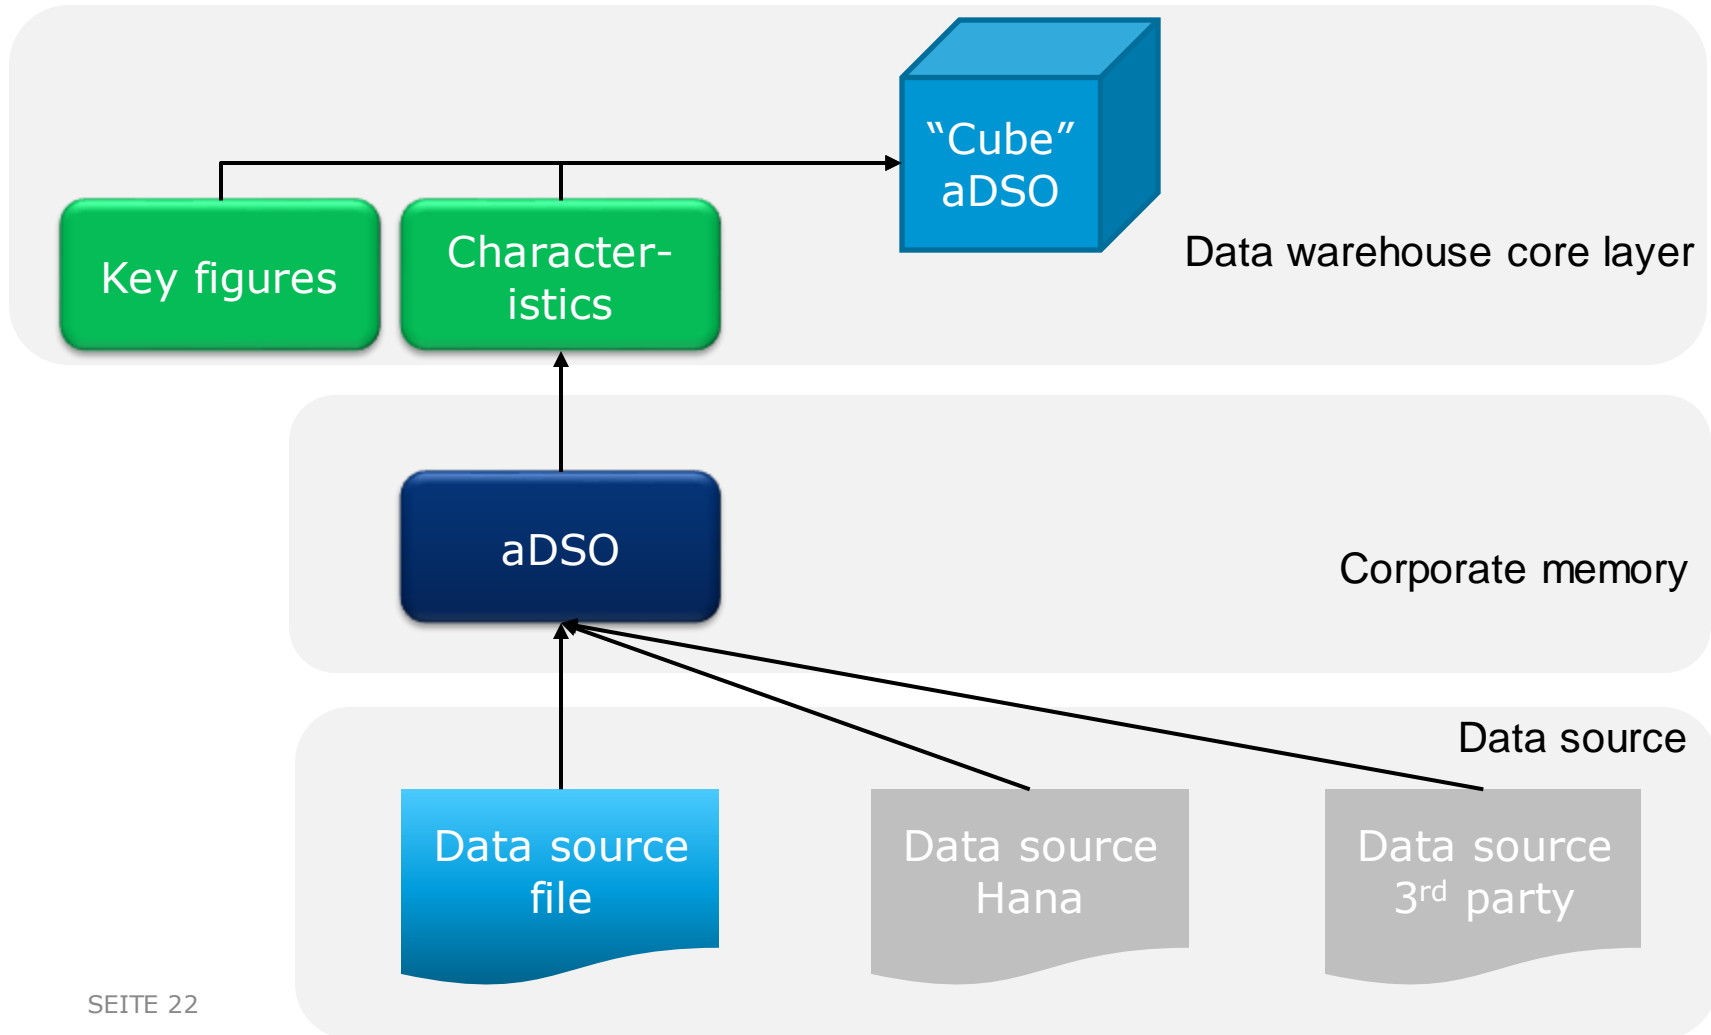 “Cube”
aDSO
Key figures
Character-
istics
Data warehouse core layer
aDSO
Corporate memory
Data source
Data source
file
Data source
Hana
Data source
3rd party
SEITE 22